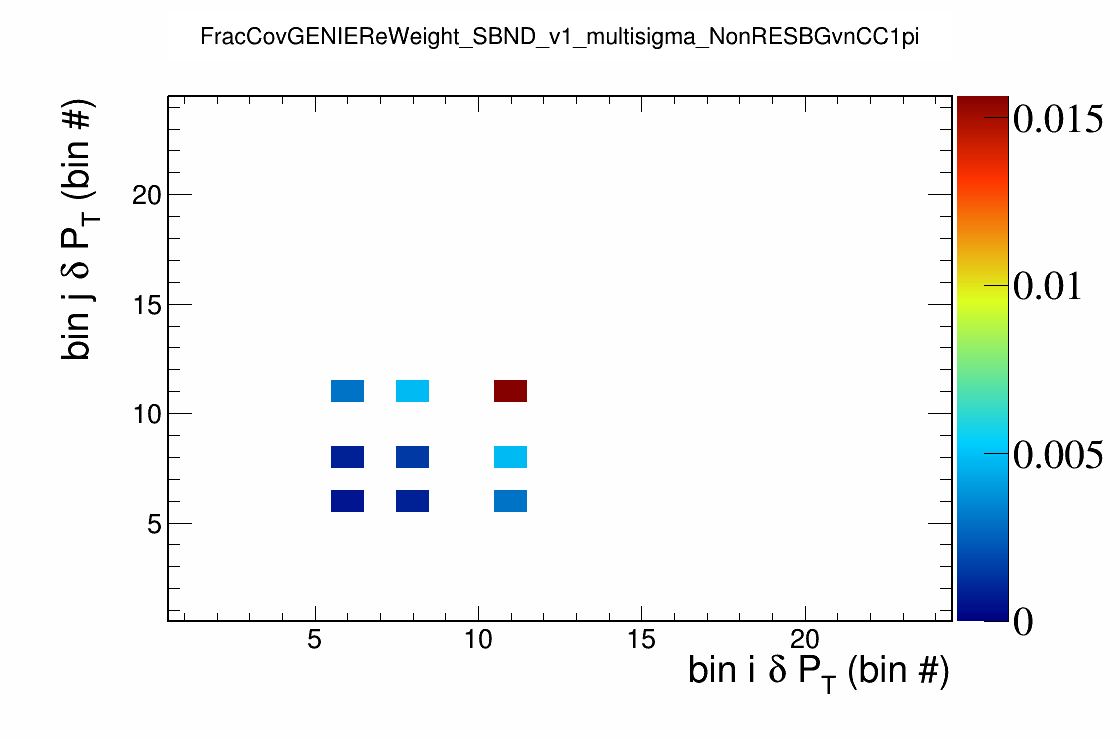 FracCovGENIEReWeight_SBND_v1_multisigma_NonRESBGvnCC1pi
bin j δ P_T (bin #)
20
15
10
5
5 10 15 20
bin i δ P_T (bin #)
0.015
0.01
0.005
0